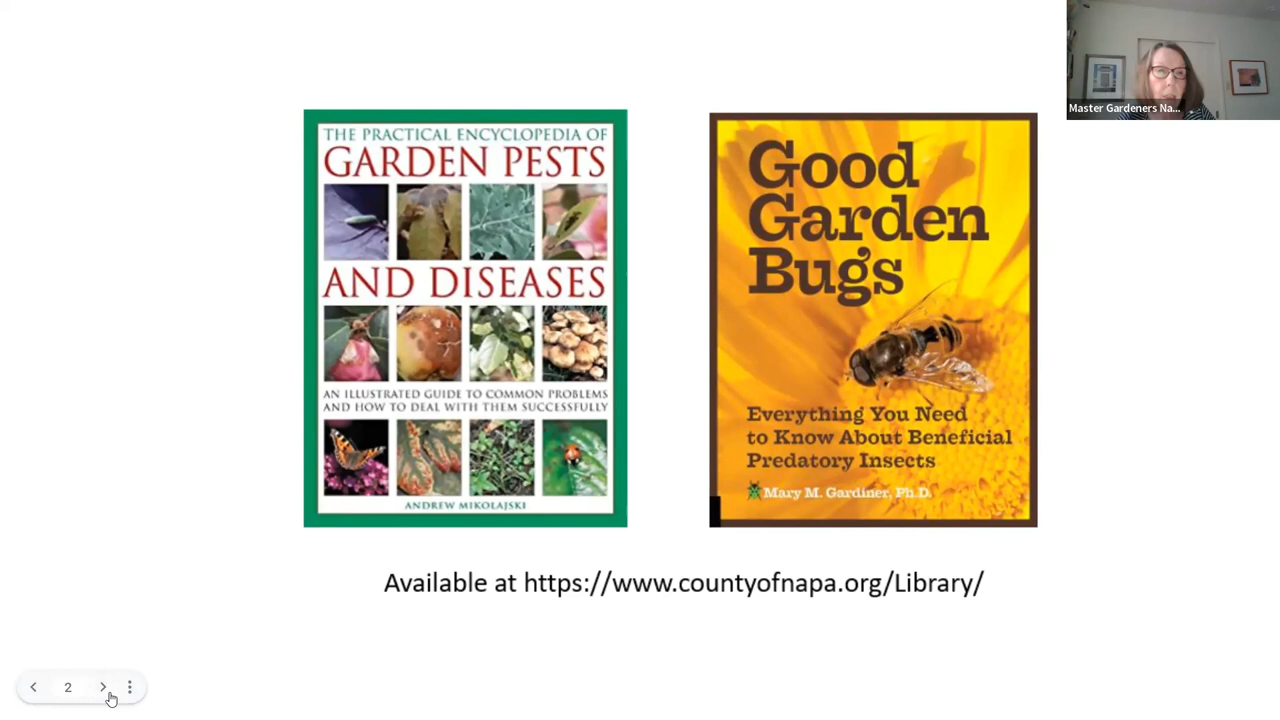 Master Gardeners Na...
THE PRACTICAL ENCYCLOPEDIA OF
GARDEN PESTS
AND DISEASES
AN ILLUSTRATED GUIDE TO COMMON PROBLEMS
AND HOW TO DEAL WITH THEM SUCCESSFULLY
ANDREW MIKOLAJSKI
Good
Garden
Bugs
Everything You Need
to Know About Beneficial
Predatory Insects
Mary M. Gardiner, Ph.D.
Available at https://www.countyofnapa.org/Library/
2